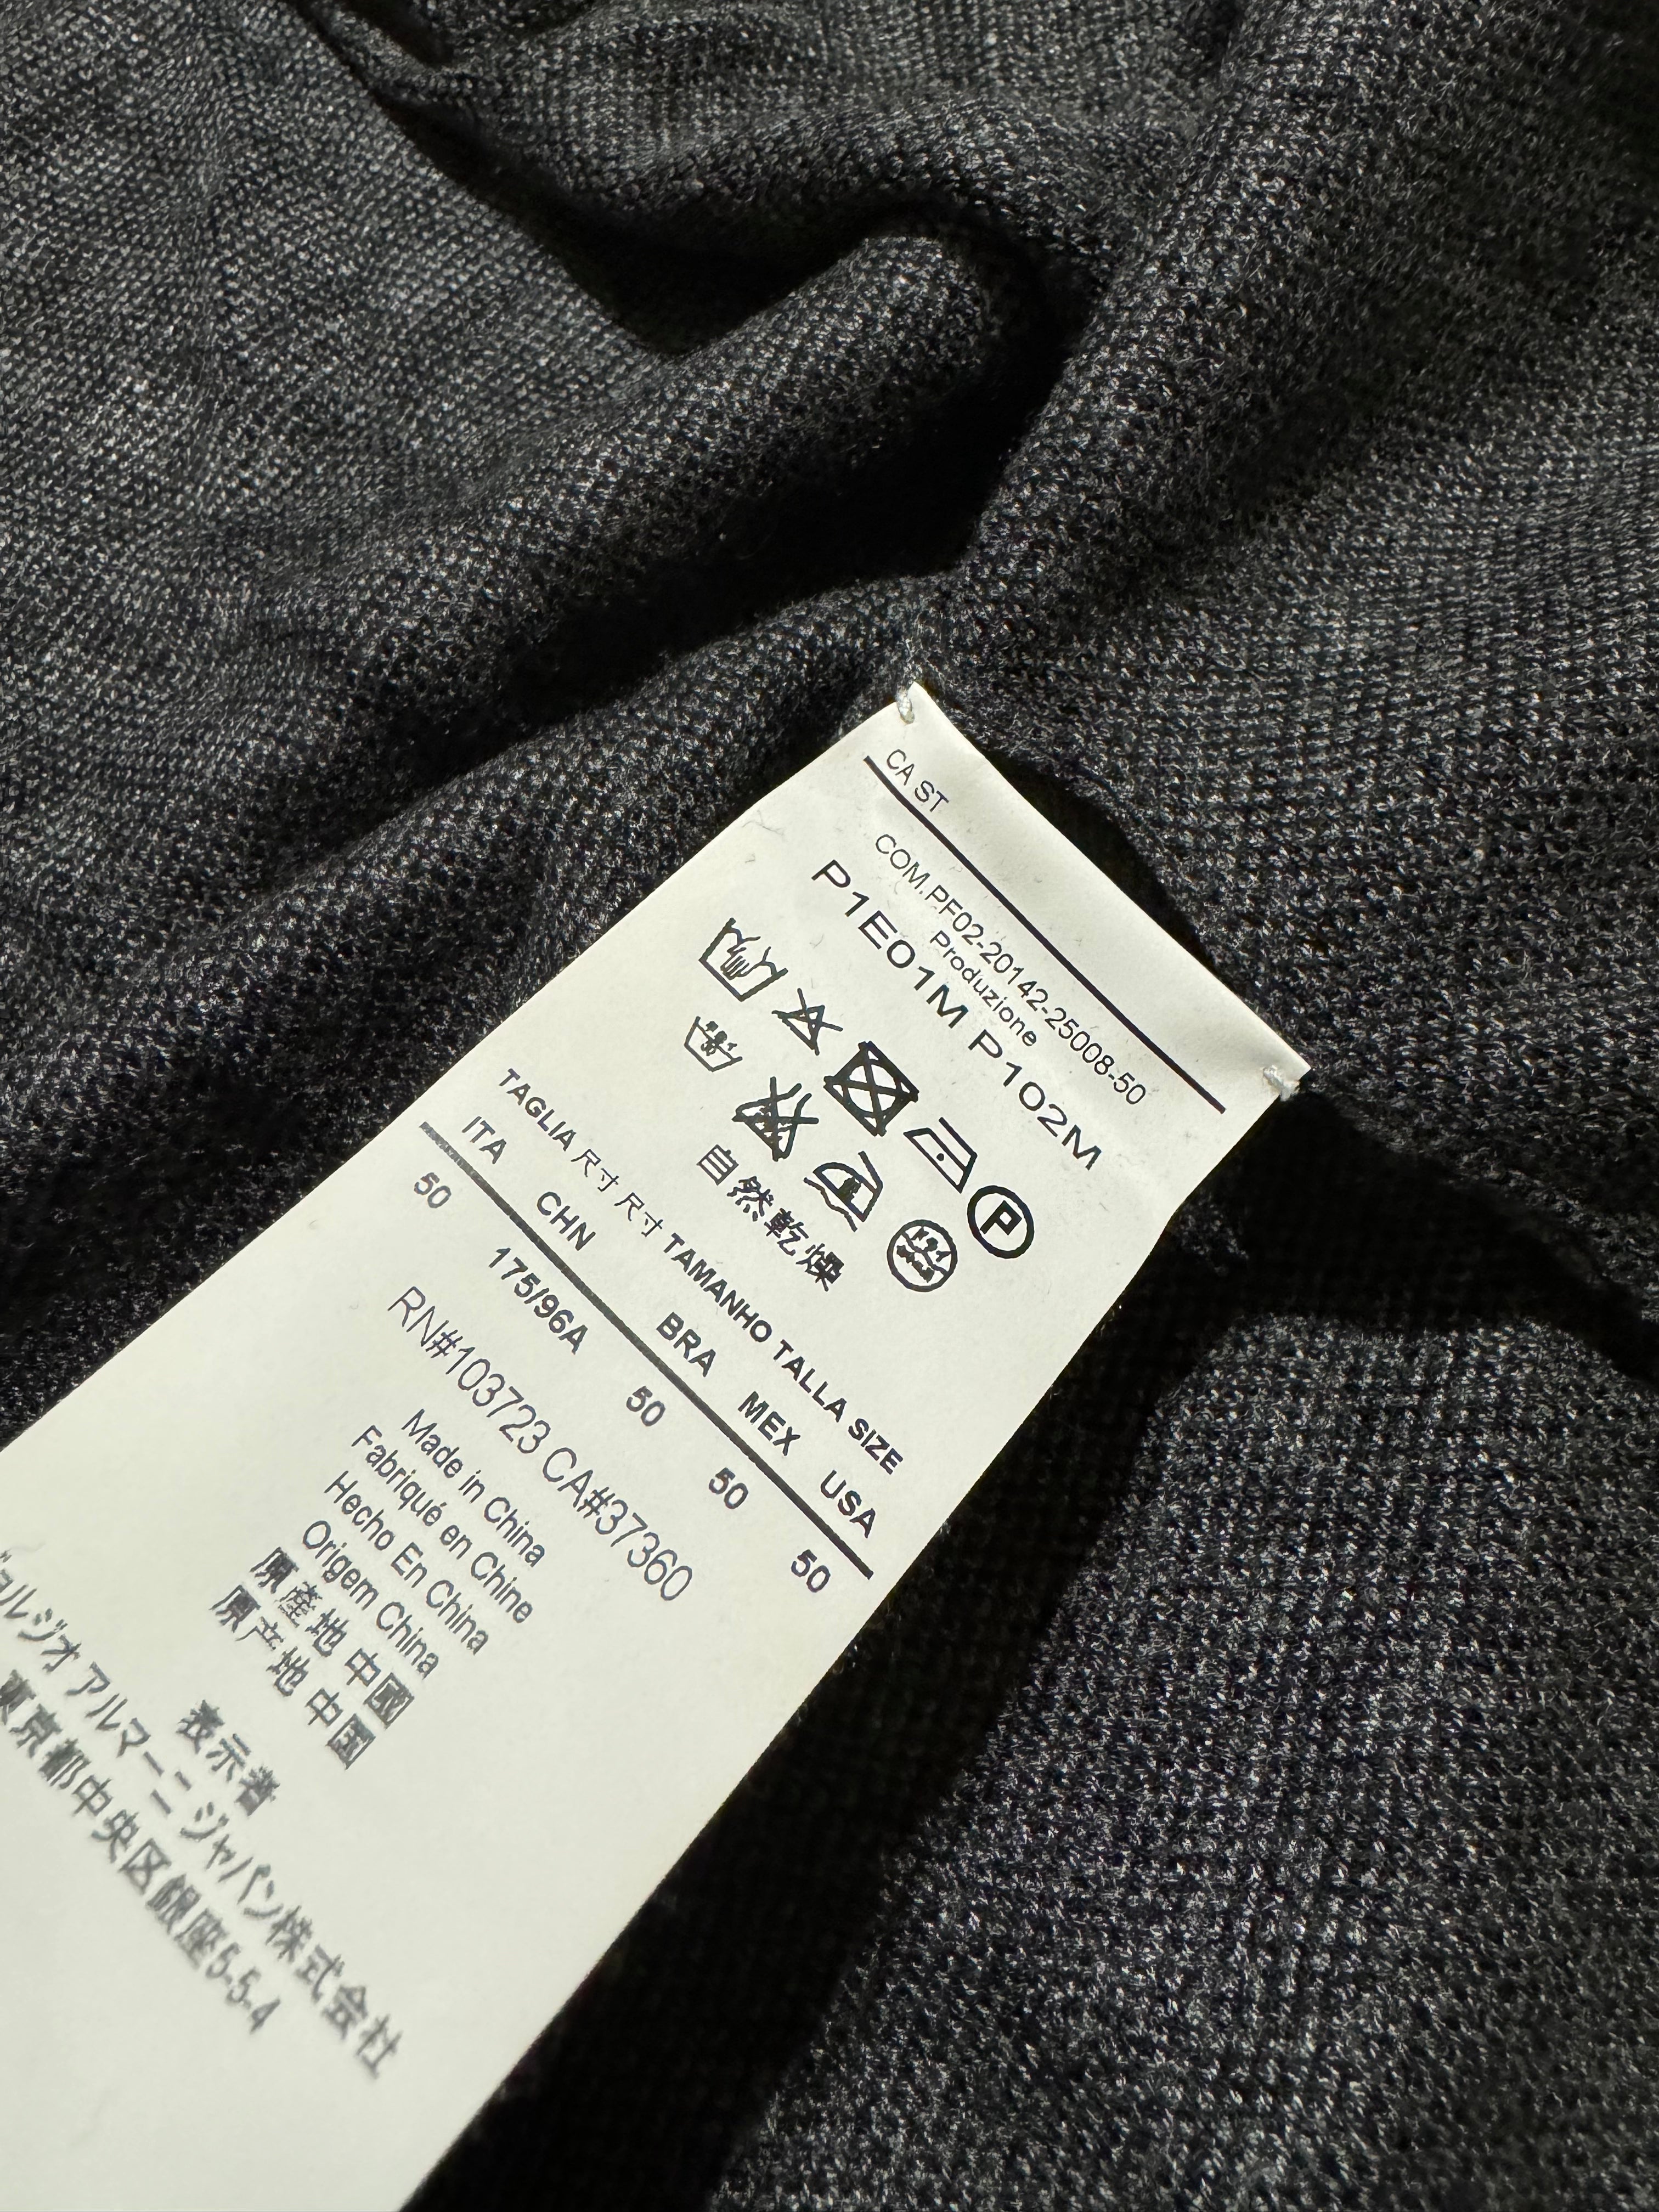 CA ST
COM.PF02-20142-25008-50
Produzione
P1E01M P102M
P
自然乾燥
TAGLIA 尺寸 尺寸 TAMANHO TALLA SIZE
ITA CHN BRA MEX USA
50 175/96A 50 50 50
RN#103723 CA#37360
Made in China
Fabriqué en Chine
Hecho En China
Origem China
原產地 中國
原产地 中国
表示者
ョルジオ アルマーニ ジャパン株式会社
東京都中央区銀座5-5-4